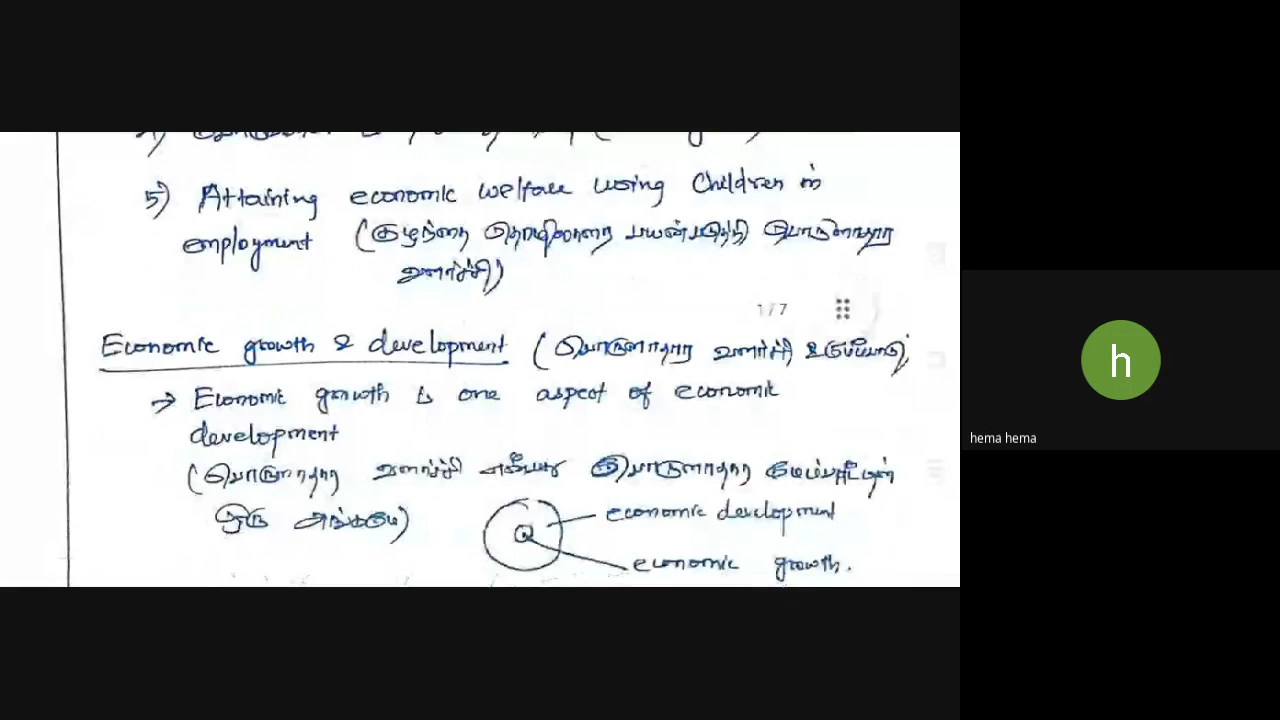 5) Attaining economic welfare using Children in
employment (குழந்தை தொழிலாளரை பயன்படுத்தி பொருளாதார
வளர்ச்சி)
1/7
Economic growth & development (பொருளாதார வளர்ச்சி
→ Economic growth is one aspect of economic
development
(பொருளாதார வளர்ச்சி என்பது பொருளாதார மேம்பாட்டின்
ஒரு அங்கமே)
economic development
economic growth.
h
hema hema